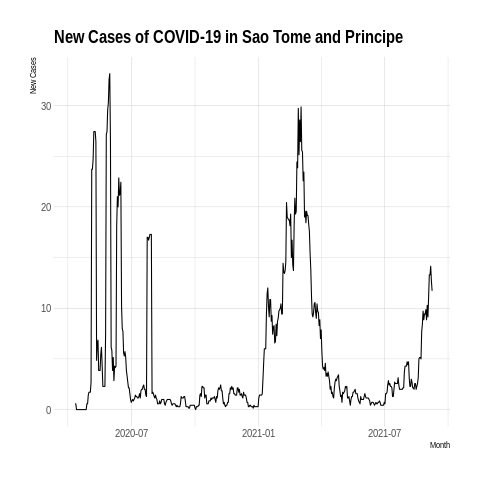 New Cases of COVID-19 in Sao Tome and Principe
New Cases
30
20
10
0
2020-07
2021-01
2021-07
Month